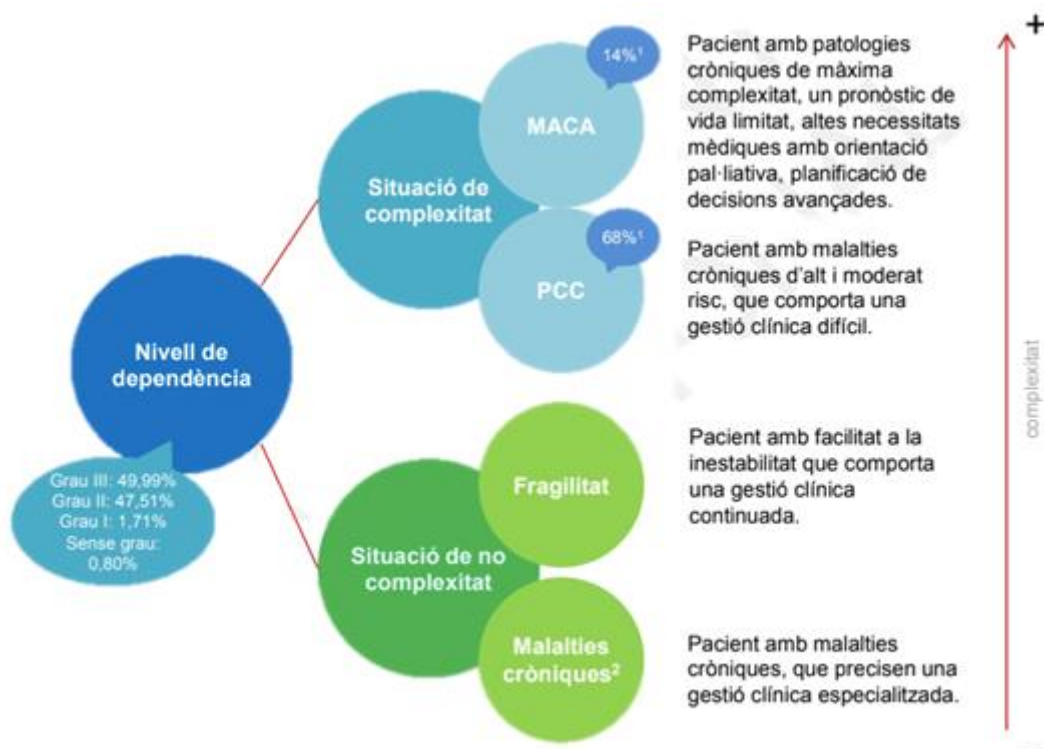 +
14%¹
MACA
Pacient amb patologies
cròniques de màxima
complexitat, un pronòstic de
vida limitat, altes necessitats
mèdiques amb orientació
pal·liativa, planificació de
decisions avançades.
Situació de
complexitat
68%¹
PCC
Pacient amb malalties
cròniques d'alt i moderat
risc, que comporta una
gestió clínica difícil.
Nivell de
dependència
Grau III: 49,99%
Grau II: 47,51%
Grau I: 1,71%
Sense grau:
0,80%
complexitat
Fragilitat
Pacient amb facilitat a la
inestabilitat que comporta
una gestió clínica
continuada.
Situació de no
complexitat
Malalties
cròniques²
Pacient amb malalties
cròniques, que precisen una
gestió clínica especialitzada.